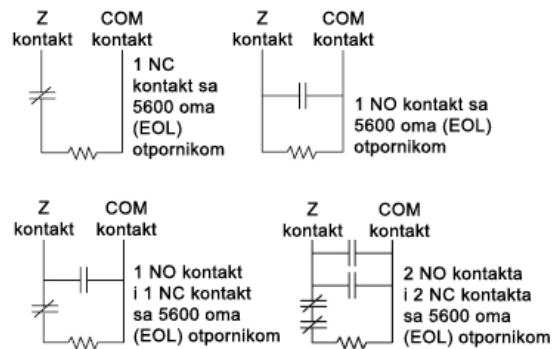 Z COM
kontakt kontakt
1 NC
kontakt sa
5600 oma
(EOL)
otpornikom
Z COM
kontakt kontakt
1 NO kontakt sa
5600 oma (EOL)
otpornikom
Z COM
kontakt kontakt
1 NO kontakt
i 1 NC kontakt
sa 5600 oma
(EOL) otpornikom
Z COM
kontakt kontakt
2 NO kontakta
i 2 NC kontakta
sa 5600 oma
(EOL) otpornikom